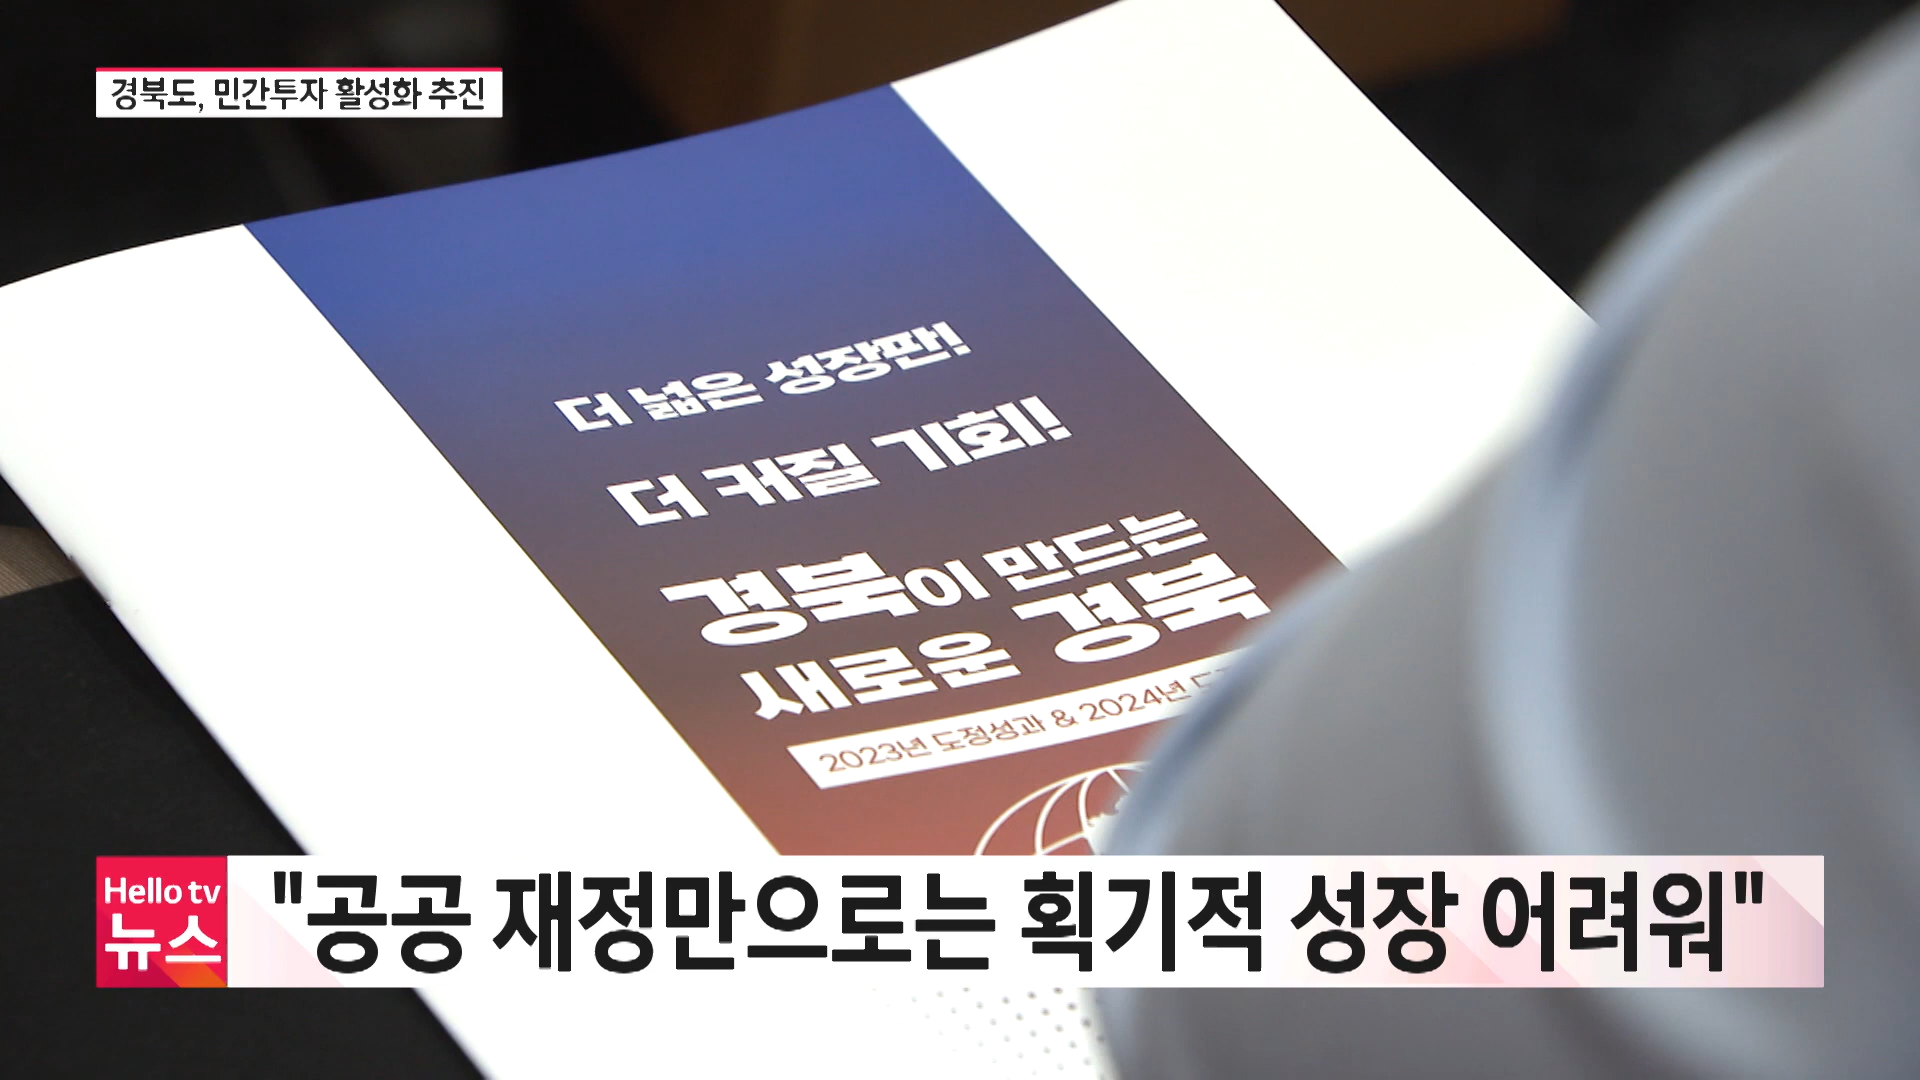 경북도, 민간투자 활성화 추진
더 넓은 성장판!
더 커질 기회!
경북이 만드는
새로운 경북
2023년 도정성과 & 2024년
Hello tv
뉴스
"공공 재정만으로는 획기적 성장 어려워"